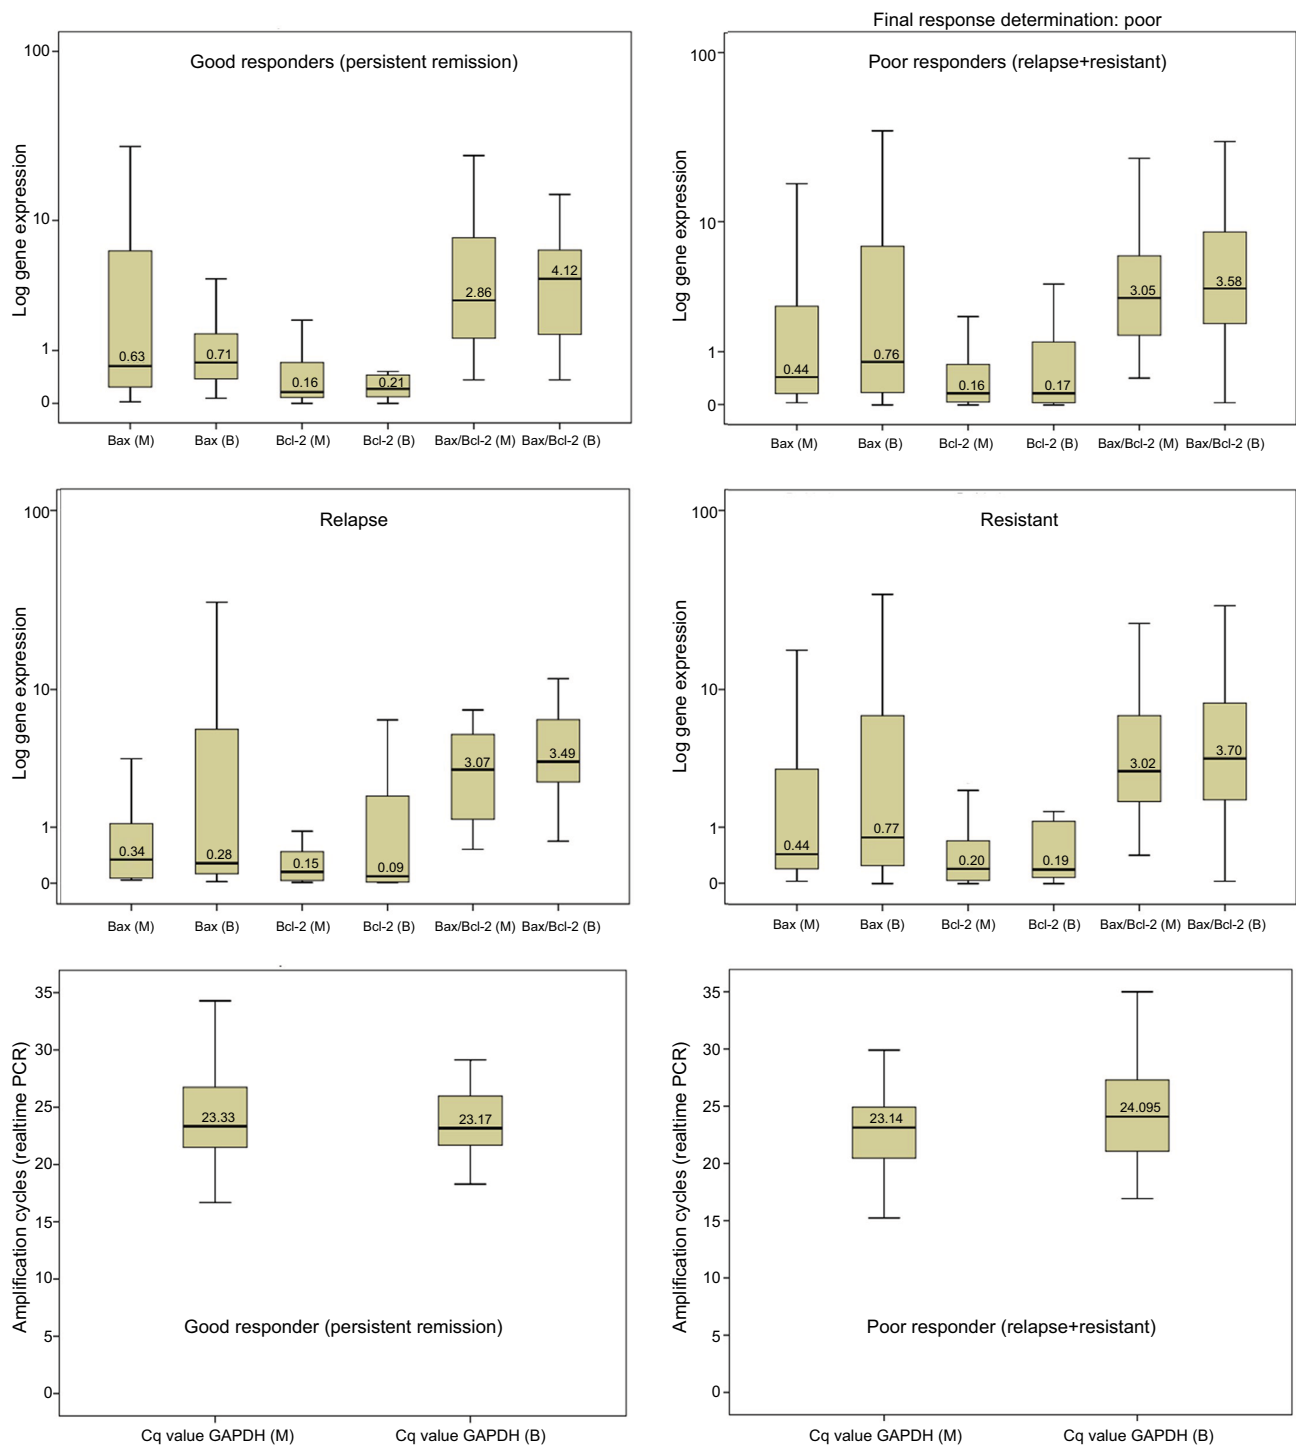 Good responders (persistent remission)
Log gene expression
100
10
1
0
0.63
0.71
0.16
0.21
2.86
4.12
Bax (M)
Bax (B)
Bcl-2 (M)
Bcl-2 (B)
Bax/Bcl-2 (M)
Bax/Bcl-2 (B)
Final response determination: poor
Poor responders (relapse+resistant)
Log gene expression
100
10
1
0
0.44
0.76
0.16
0.17
3.05
3.58
Bax (M)
Bax (B)
Bcl-2 (M)
Bcl-2 (B)
Bax/Bcl-2 (M)
Bax/Bcl-2 (B)
Relapse
Log gene expression
100
10
1
0
0.34
0.28
0.15
0.09
3.07
3.49
Bax (M)
Bax (B)
Bcl-2 (M)
Bcl-2 (B)
Bax/Bcl-2 (M)
Bax/Bcl-2 (B)
Resistant
Log gene expression
100
10
1
0
0.44
0.77
0.20
0.19
3.02
3.70
Bax (M)
Bax (B)
Bcl-2 (M)
Bcl-2 (B)
Bax/Bcl-2 (M)
Bax/Bcl-2 (B)
Amplification cycles (realtime PCR)
35
30
25
20
15
10
5
0
23.33
23.17
Good responder (persistent remission)
Cq value GAPDH (M)
Cq value GAPDH (B)
Amplification cycles (realtime PCR)
35
30
25
20
15
10
5
0
23.14
24.095
Poor responder (relapse+resistant)
Cq value GAPDH (M)
Cq value GAPDH (B)